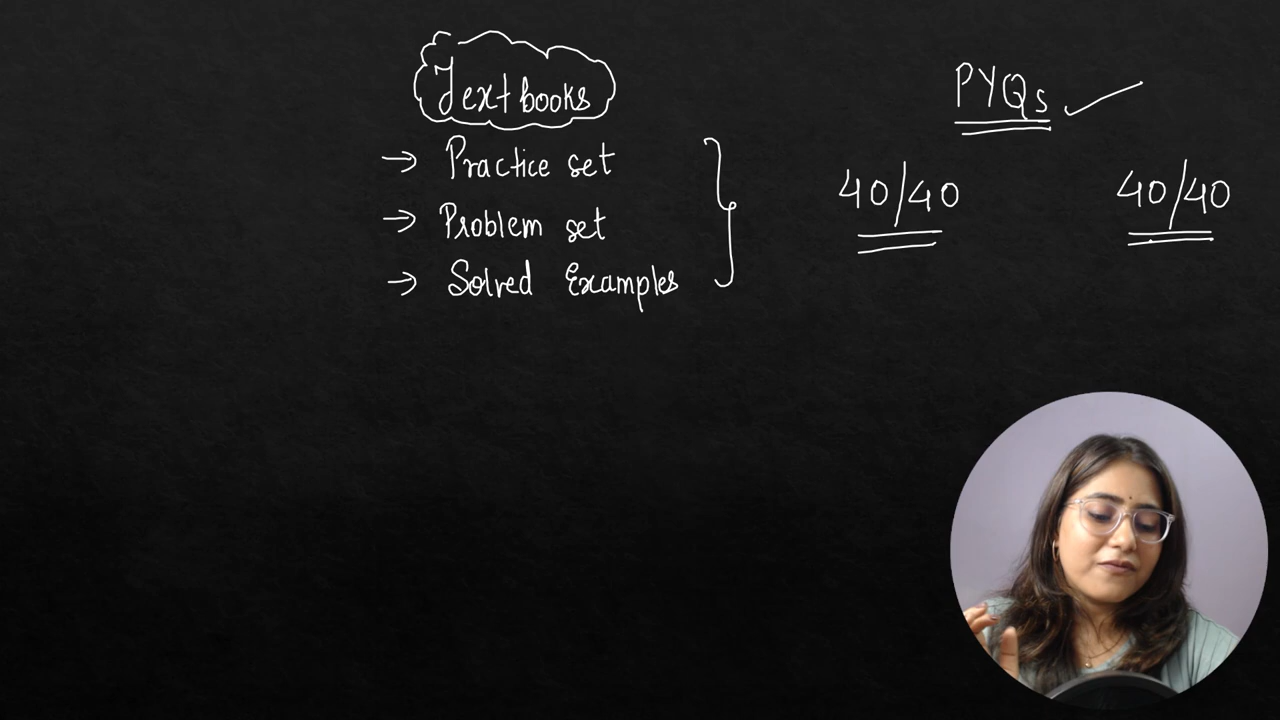 Textbooks
→ Practice set
→ Problem set
→ Solved Examples
PYQs ✓
40/40
40/40